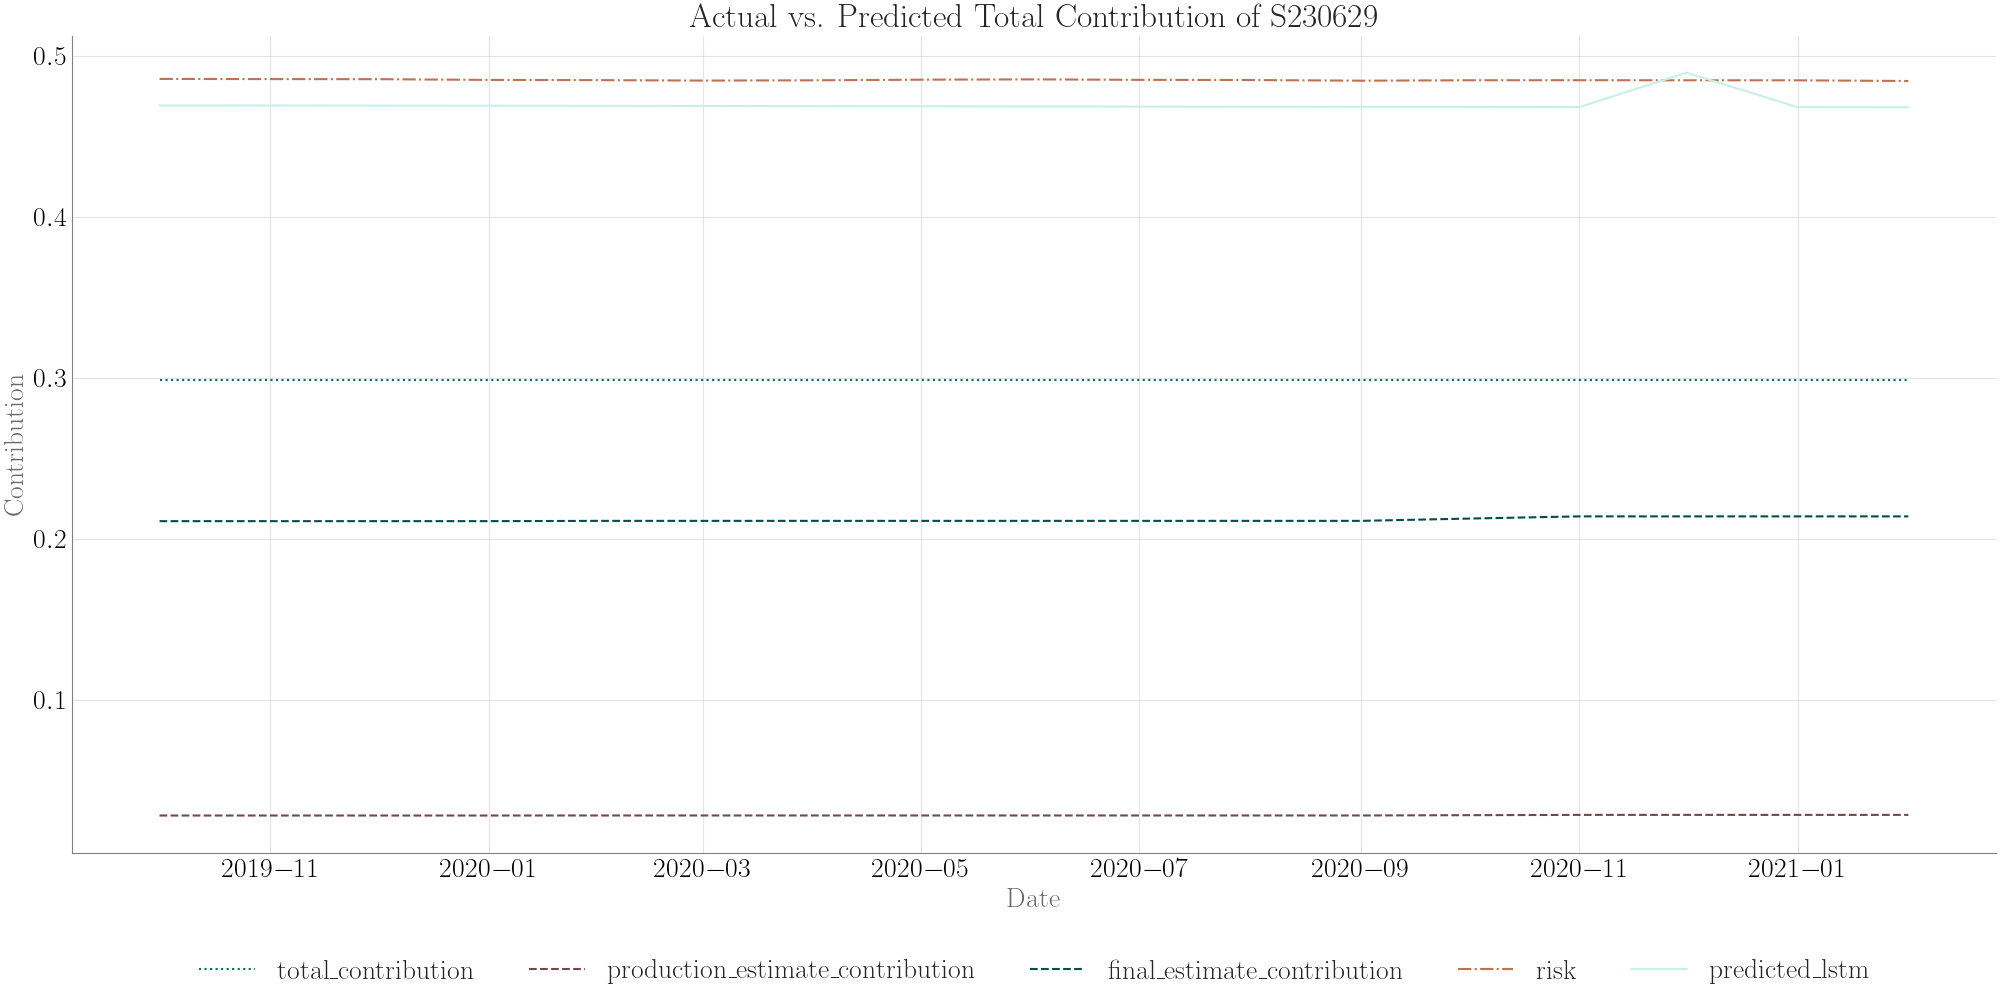 Actual vs. Predicted Total Contribution of S230629
0.5
0.4
0.3
0.2
0.1
Contribution
2019−11 2020−01 2020−03 2020−05 2020−07 2020−09 2020−11 2021−01
Date
total_contribution production_estimate_contribution final_estimate_contribution risk predicted_lstm